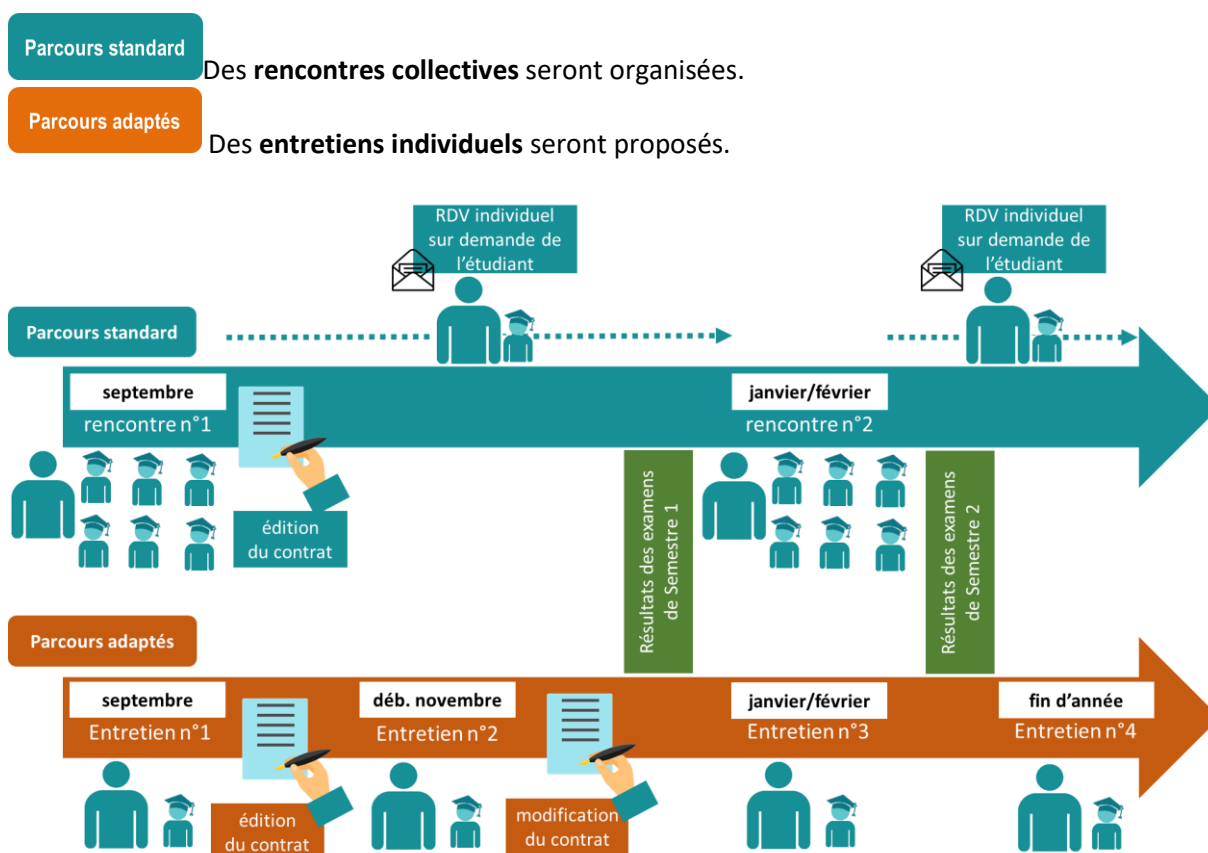 Parcours standard
Des rencontres collectives seront organisées.
Parcours adaptés
Des entretiens individuels seront proposés.
RDV individuel
sur demande de
l'étudiant
RDV individuel
sur demande de
l'étudiant
Parcours standard
septembre
rencontre n°1
janvier/février
rencontre n°2
édition
du contrat
Résultats des examens
de Semestre 1
Résultats des examens
de Semestre 2
Parcours adaptés
septembre
Entretien n°1
déb. novembre
Entretien n°2
janvier/février
Entretien n°3
fin d'année
Entretien n°4
édition
du contrat
modification
du contrat